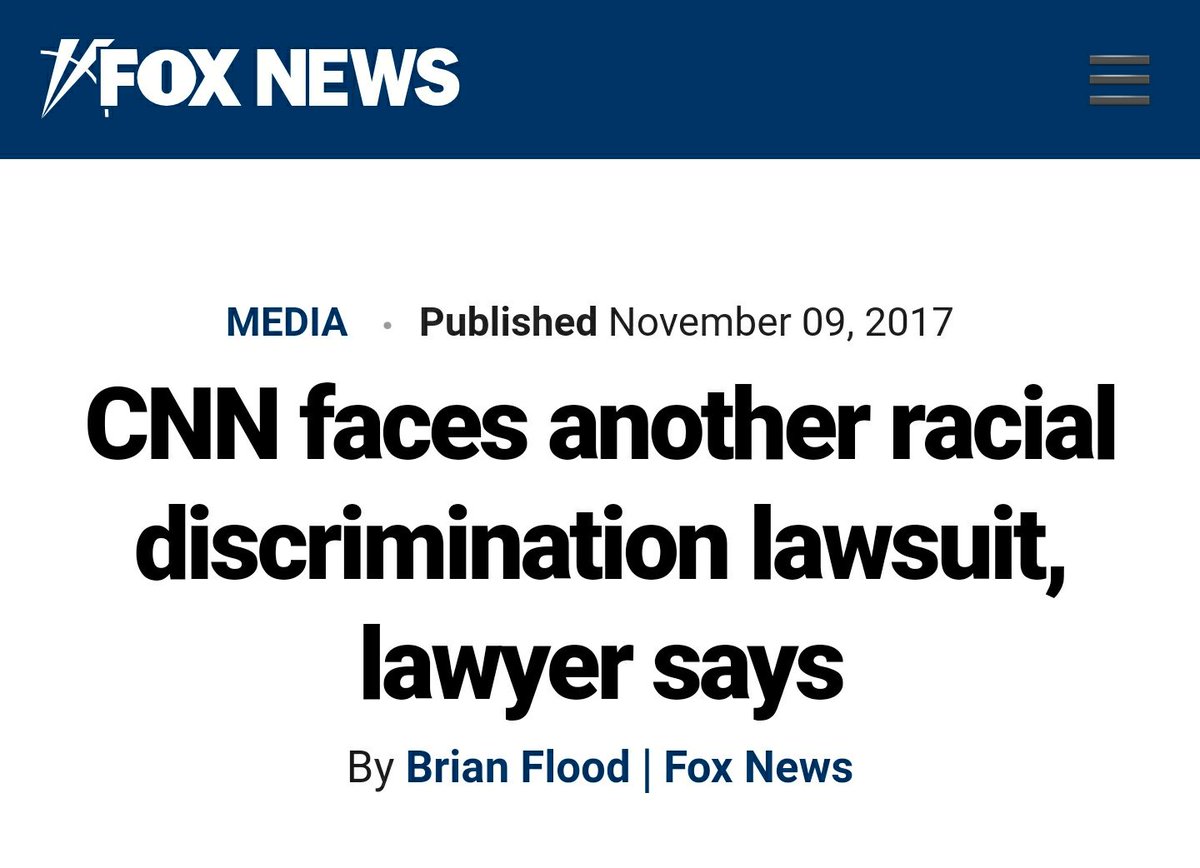 FOX NEWS
MEDIA • Published November 09, 2017
CNN faces another racial
discrimination lawsuit,
lawyer says
By Brian Flood | Fox News